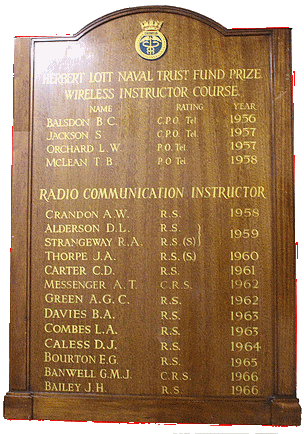 HERBERT LOTT NAVAL TRUST FUND PRIZE
WIRELESS INSTRUCTOR COURSE.
NAME RATING YEAR
BALSDON B.C. C.P.O. Tel 1956
JACKSON S C.P.O. Tel 1957
ORCHARD L.W. P.O Tel 1957
MCLEAN T.B. P.O Tel 1958
RADIO COMMUNICATION INSTRUCTOR
CRANDON A.W. R.S. 1958
ALDERSON D.L. R.S.
STRANGEWAY R.A. R.S.(S) } 1959
THORPE J.A. R.S.(S) 1960
CARTER C.D. R.S. 1961
MESSENGER A.T. C.R.S. 1962
GREEN A.G.C. R.S. 1962
DAVIES B.A. R.S. 1963
COMBES L.A. R.S. 1963
CALESS D.J. R.S. 1964
BOURTON E.G. R.S. 1965
BANWELL G.M.J. C.R.S. 1966
BAILEY J.H. R.S 1966